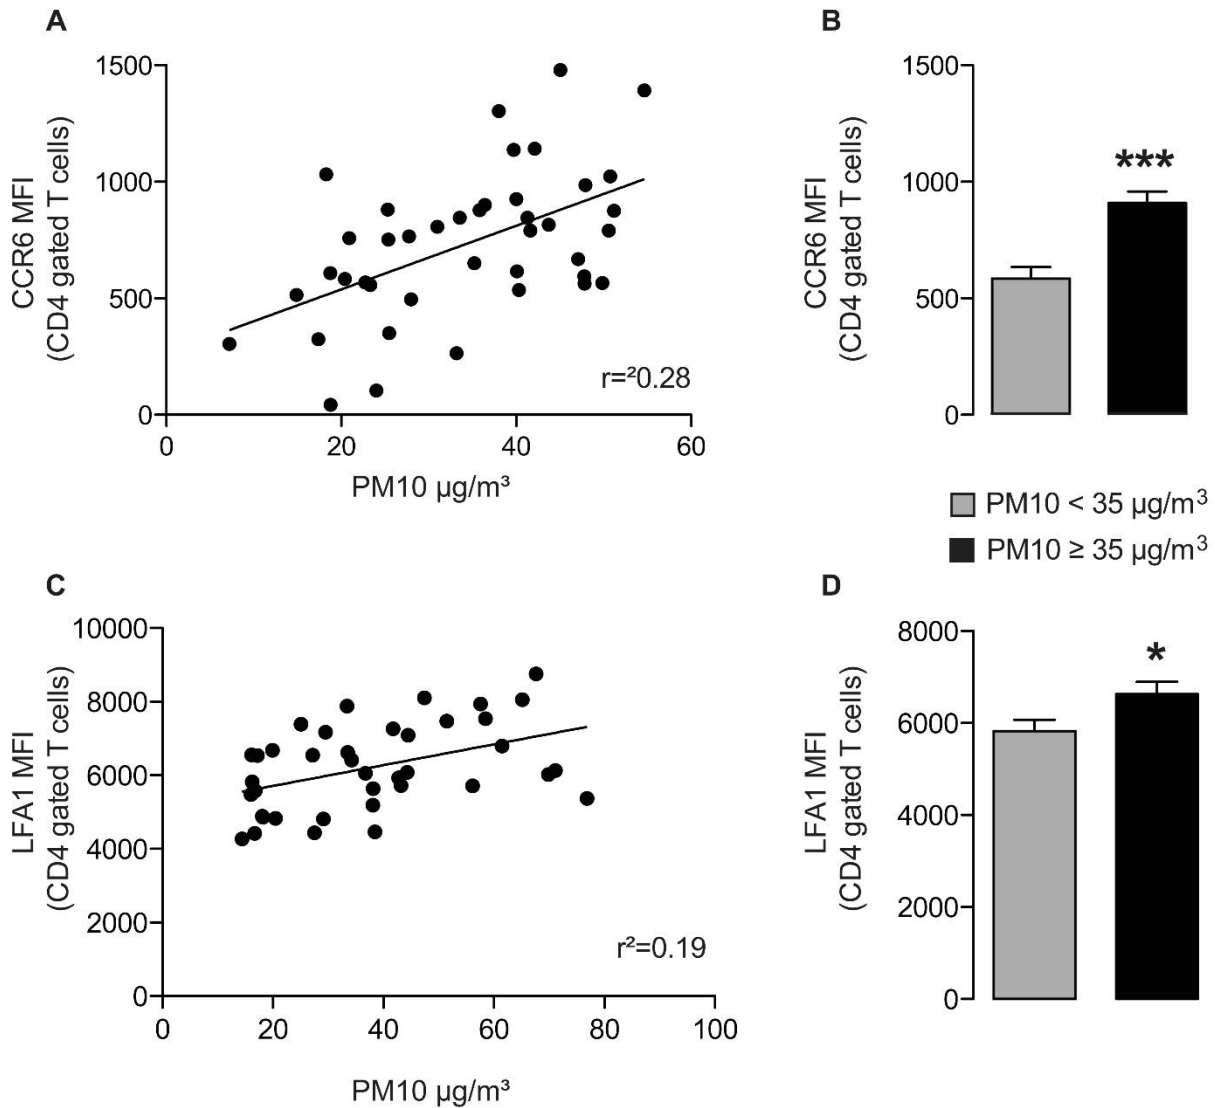 A
1500
1000
500
0
CCR6 MFI
(CD4 gated T cells)
0 20 40 60
PM10 µg/m³
r=²0.28
B
1500
1000
500
0
CCR6 MFI
(CD4 gated T cells)
***
PM10 < 35 µg/m³
PM10 ≥ 35 µg/m³
C
10000
8000
6000
4000
2000
0
LFA1 MFI
(CD4 gated T cells)
0 20 40 60 80 100
PM10 µg/m³
r²=0.19
D
8000
6000
4000
2000
0
LFA1 MFI
(CD4 gated T cells)
*